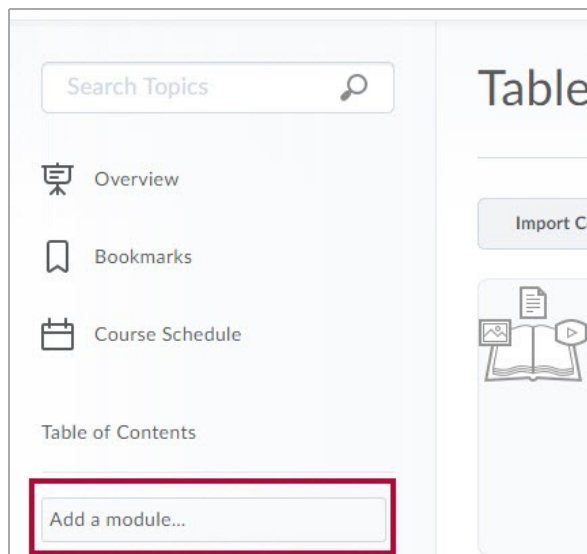 Search Topics
Overview
Bookmarks
Course Schedule
Table of Contents
Add a module...
Table
Import